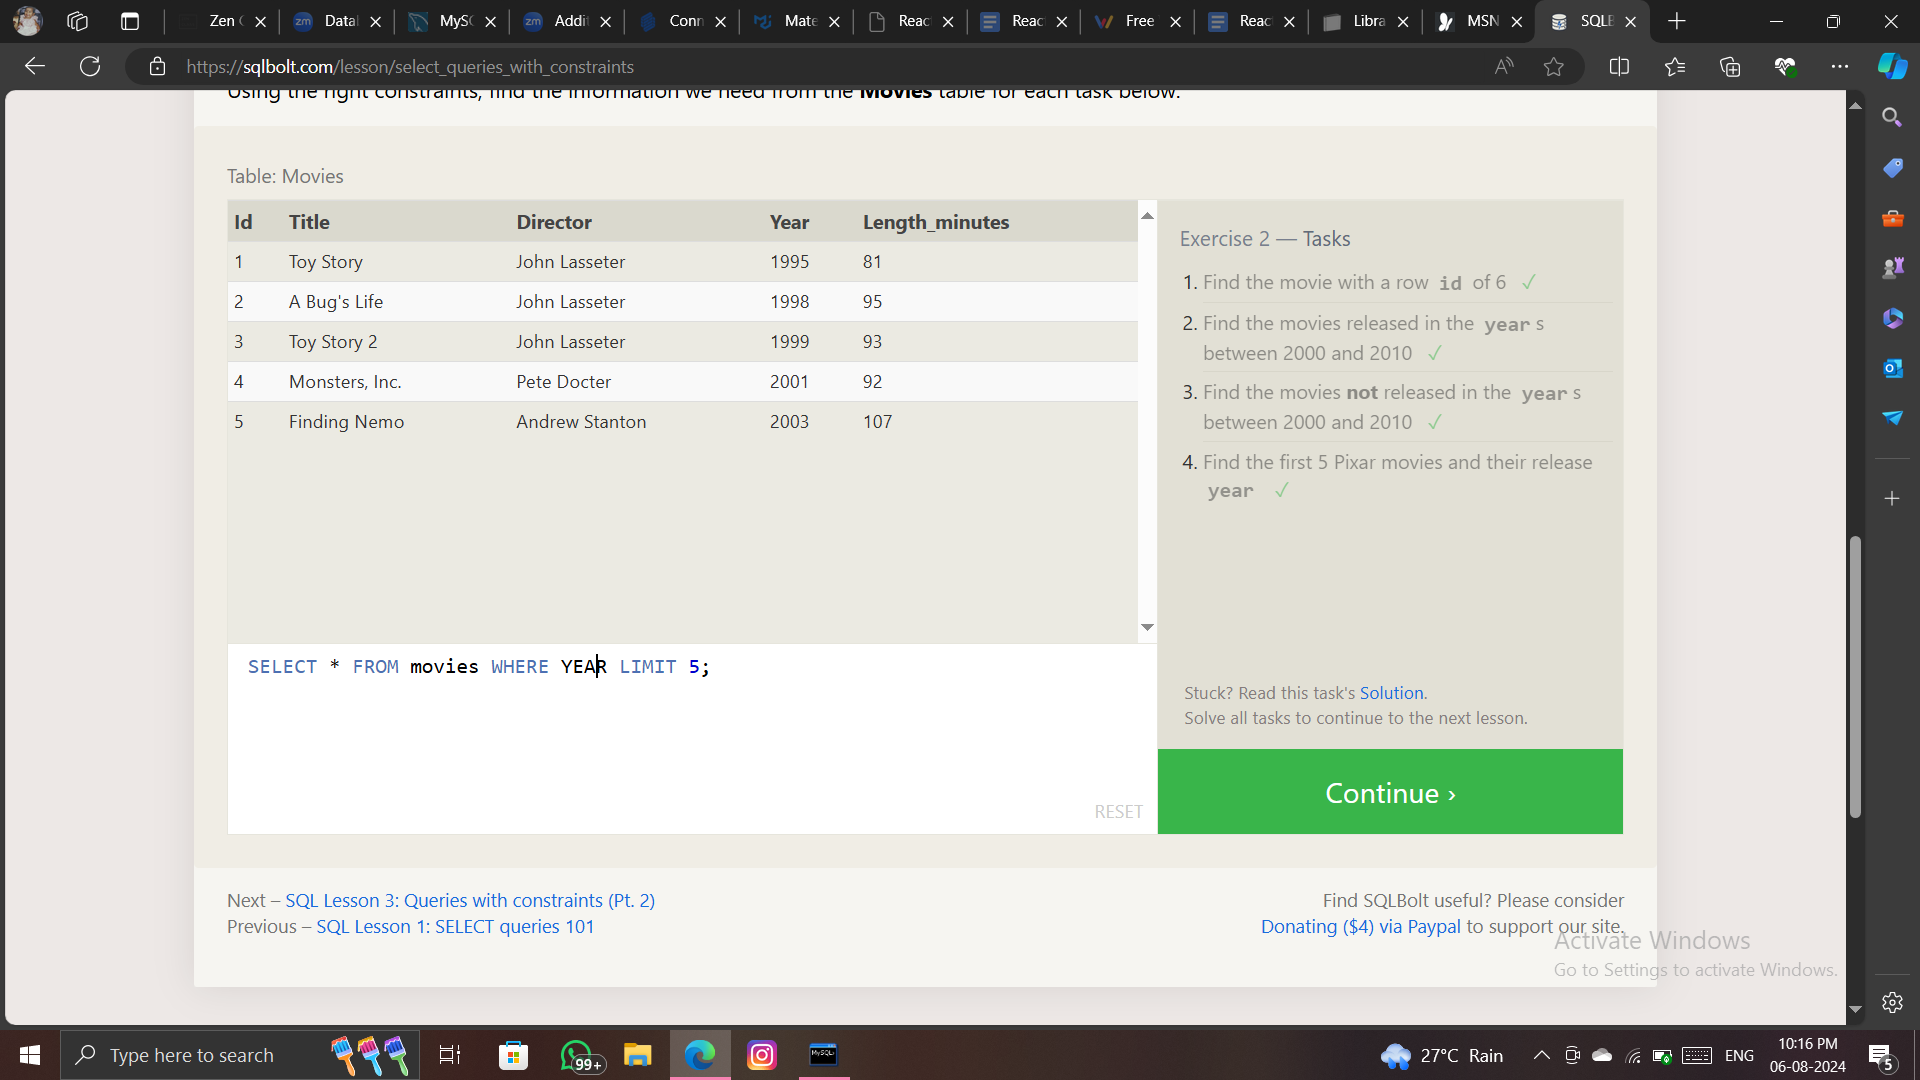 Zen
Datal
MySC
Addi
Conn
Mate
Reac
Reac
Free
Reac
Libra
MSN
SQLB
https://sqlbolt.com/lesson/select_queries_with_constraints
Using the right constraints, find the information we need from the Movies table for each task below.
Table: Movies
Id Title Director Year Length_minutes
1 Toy Story John Lasseter 1995 81
2 A Bug's Life John Lasseter 1998 95
3 Toy Story 2 John Lasseter 1999 93
4 Monsters, Inc. Pete Docter 2001 92
5 Finding Nemo Andrew Stanton 2003 107
Exercise 2 — Tasks
1. Find the movie with a row id of 6 ✓
2. Find the movies released in the year s
between 2000 and 2010 ✓
3. Find the movies not released in the year s
between 2000 and 2010 ✓
4. Find the first 5 Pixar movies and their release
year ✓
SELECT * FROM movies WHERE YEAR LIMIT 5;
RESET
Stuck? Read this task's Solution.
Solve all tasks to continue to the next lesson.
Continue ›
Next – SQL Lesson 3: Queries with constraints (Pt. 2)
Previous – SQL Lesson 1: SELECT queries 101
Find SQLBolt useful? Please consider
Donating ($4) via Paypal to support our site.
Activate Windows
Go to Settings to activate Windows.
Type here to search
99+
MySQL
27°C Rain
ENG
10:16 PM
06-08-2024
5